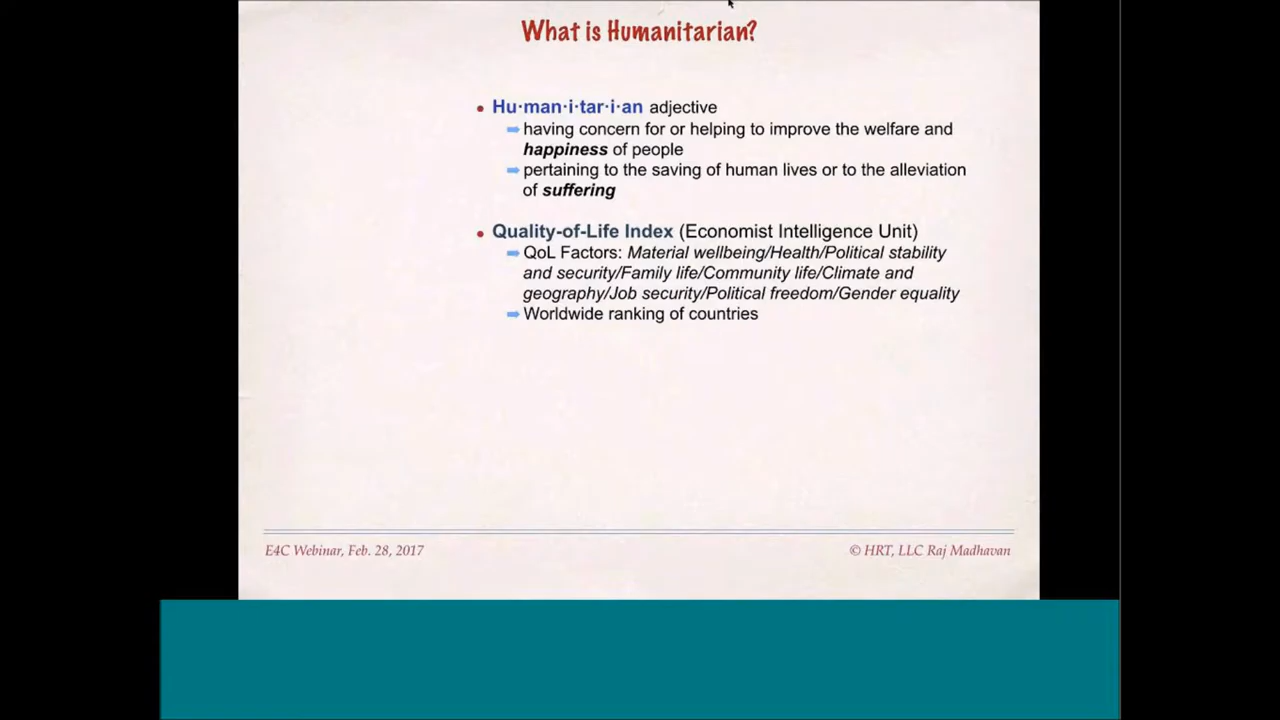 What is Humanitarian?
• Hu·man·i·tar·i·an adjective
➡ having concern for or helping to improve the welfare and
happiness of people
➡ pertaining to the saving of human lives or to the alleviation
of suffering
• Quality-of-Life Index (Economist Intelligence Unit)
➡ QoL Factors: Material wellbeing/Health/Political stability
and security/Family life/Community life/Climate and
geography/Job security/Political freedom/Gender equality
➡ Worldwide ranking of countries
E4C Webinar, Feb. 28, 2017
© HRT, LLC Raj Madhavan